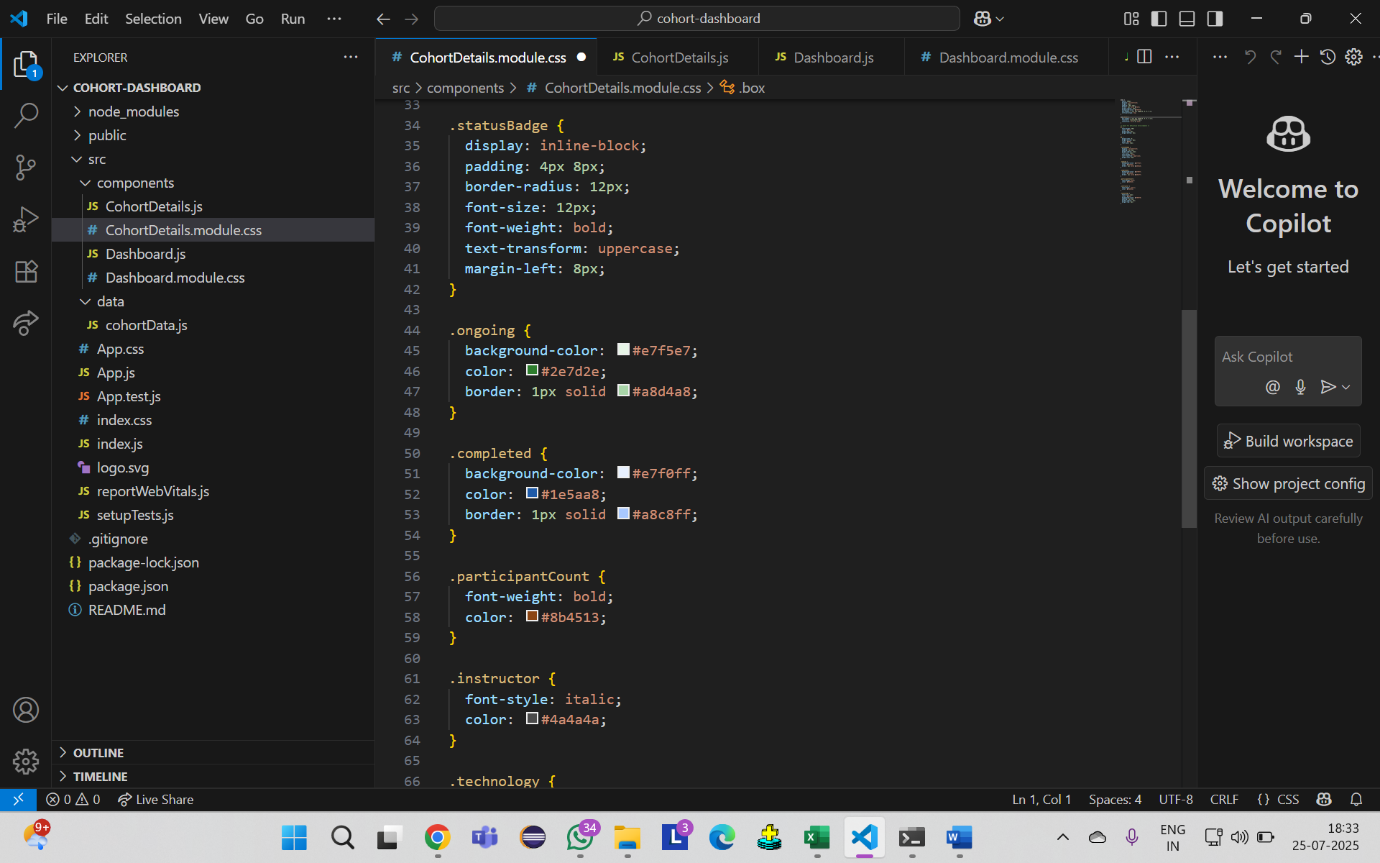 File Edit Selection View Go Run
cohort-dashboard
EXPLORER
CohortDetails.module.css
CohortDetails.js
Dashboard.js
Dashboard.module.css
COHORT-DASHBOARD
node_modules
public
src
components
JS CohortDetails.js
# CohortDetails.module.css
JS Dashboard.js
# Dashboard.module.css
data
JS cohortData.js
# App.css
JS App.js
JS App.test.js
# index.css
JS index.js
logo.svg
JS reportWebVitals.js
JS setupTests.js
.gitignore
{} package-lock.json
{} package.json
README.md
OUTLINE
TIMELINE
src > components > # CohortDetails.module.css > .box
33
34 .statusBadge {
35 display: inline-block;
36 padding: 4px 8px;
37 border-radius: 12px;
38 font-size: 12px;
39 font-weight: bold;
40 text-transform: uppercase;
41 margin-left: 8px;
42 }
43
44 .ongoing {
45 background-color: #e7f5e7;
46 color: #2e7d2e;
47 border: 1px solid #a8d4a8;
48 }
49
50 .completed {
51 background-color: #e7f0ff;
52 color: #1e5aa8;
53 border: 1px solid #a8c8ff;
54 }
55
56 .participantCount {
57 font-weight: bold;
58 color: #8b4513;
59 }
60
61 .instructor {
62 font-style: italic;
63 color: #4a4a4a;
64 }
65
66 .technology {
Welcome to
Copilot
Let's get started
Ask Copilot
@
Build workspace
Show project config
Review AI output carefully
before use.
0 0 Live Share
Ln 1, Col 1 Spaces: 4 UTF-8 CRLF {} CSS
9+
34
3
ENG
IN
18:33
25-07-2025